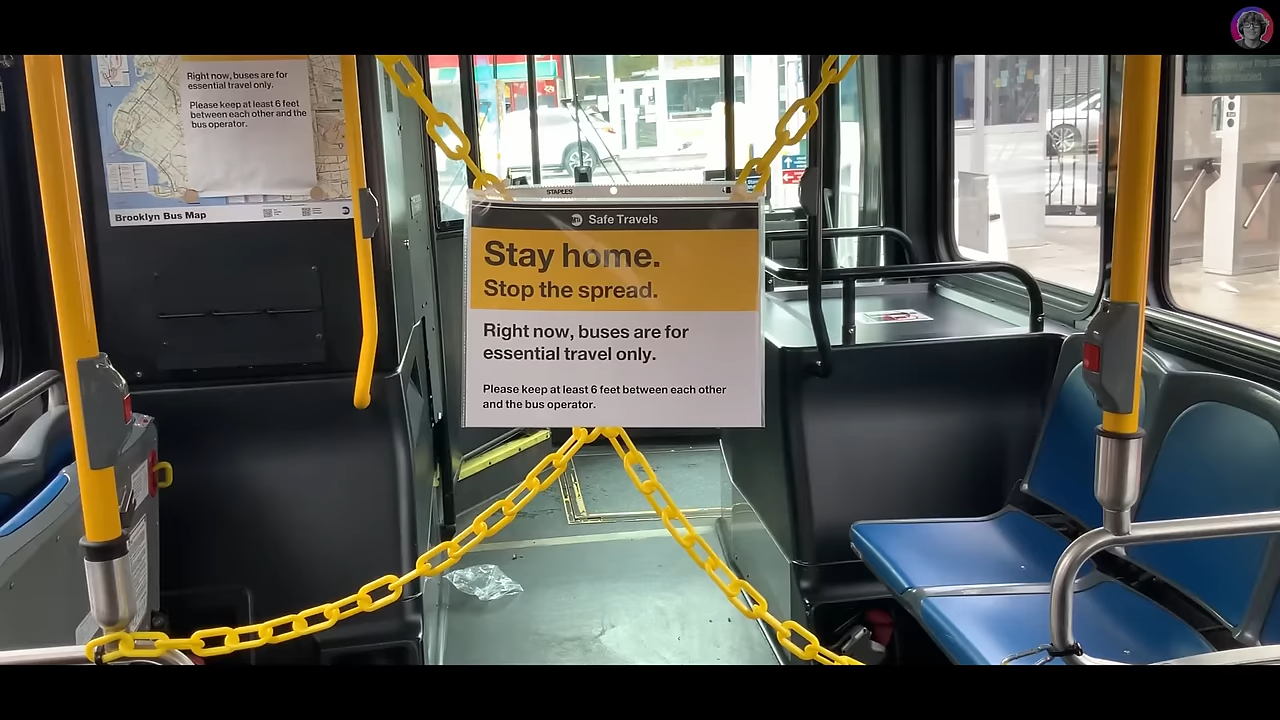 Right now, buses are for
essential travel only.
Please keep at least 6 feet
between each other and the
bus operator.
Brooklyn Bus Map
STAPLES
Safe Travels
Stay home.
Stop the spread.
Right now, buses are for
essential travel only.
Please keep at least 6 feet between each other
and the bus operator.